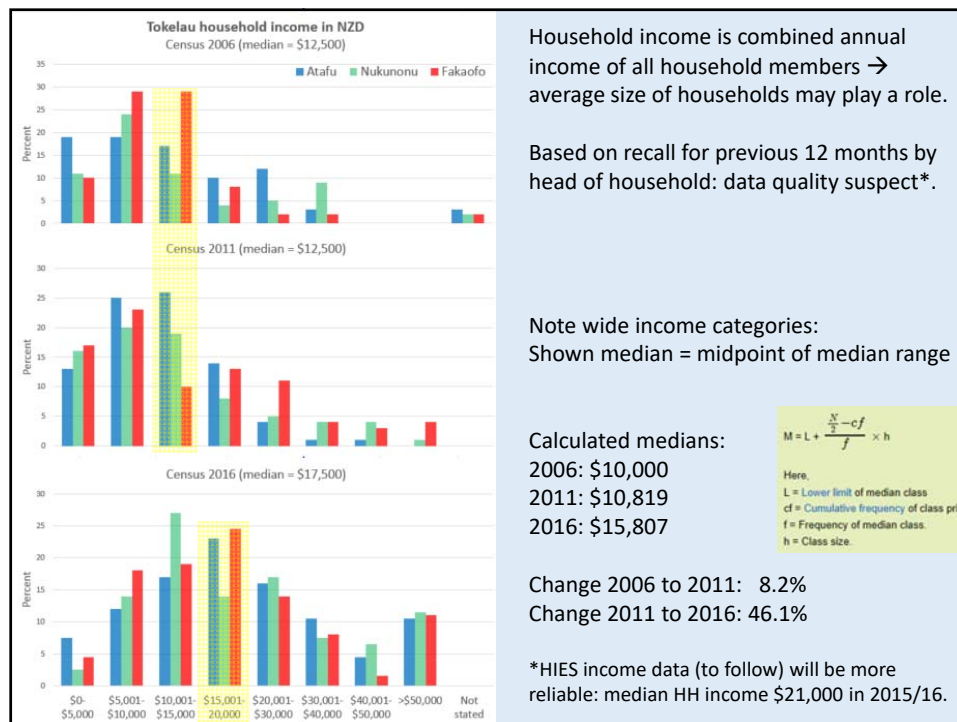 Tokelau household income in NZD
Census 2006 (median = $12,500)
Atafu Nukunonu Fakaofo
Percent
35
30
25
20
15
10
5
0
Census 2011 (median = $12,500)
Percent
30
25
20
15
10
5
0
Census 2016 (median = $17,500)
Percent
30
25
20
15
10
5
0
$0- $5,001- $10,001- $15,001- $20,001- $30,001- $40,001- >$50,000 Not
$5,000 $10,000 $15,000 20,000 $30,000 $40,000 $50,000 stated
Household income is combined annual
income of all household members →
average size of households may play a role.
Based on recall for previous 12 months by
head of household: data quality suspect*.
Note wide income categories:
Shown median = midpoint of median range
Calculated medians:
2006: $10,000
2011: $10,819
2016: $15,807
M = L + (N/2 − cf)/f × h
Here,
L = Lower limit of median class
cf = Cumulative frequency of class pri
f = Frequency of median class.
h = Class size.
Change 2006 to 2011: 8.2%
Change 2011 to 2016: 46.1%
*HIES income data (to follow) will be more
reliable: median HH income $21,000 in 2015/16.